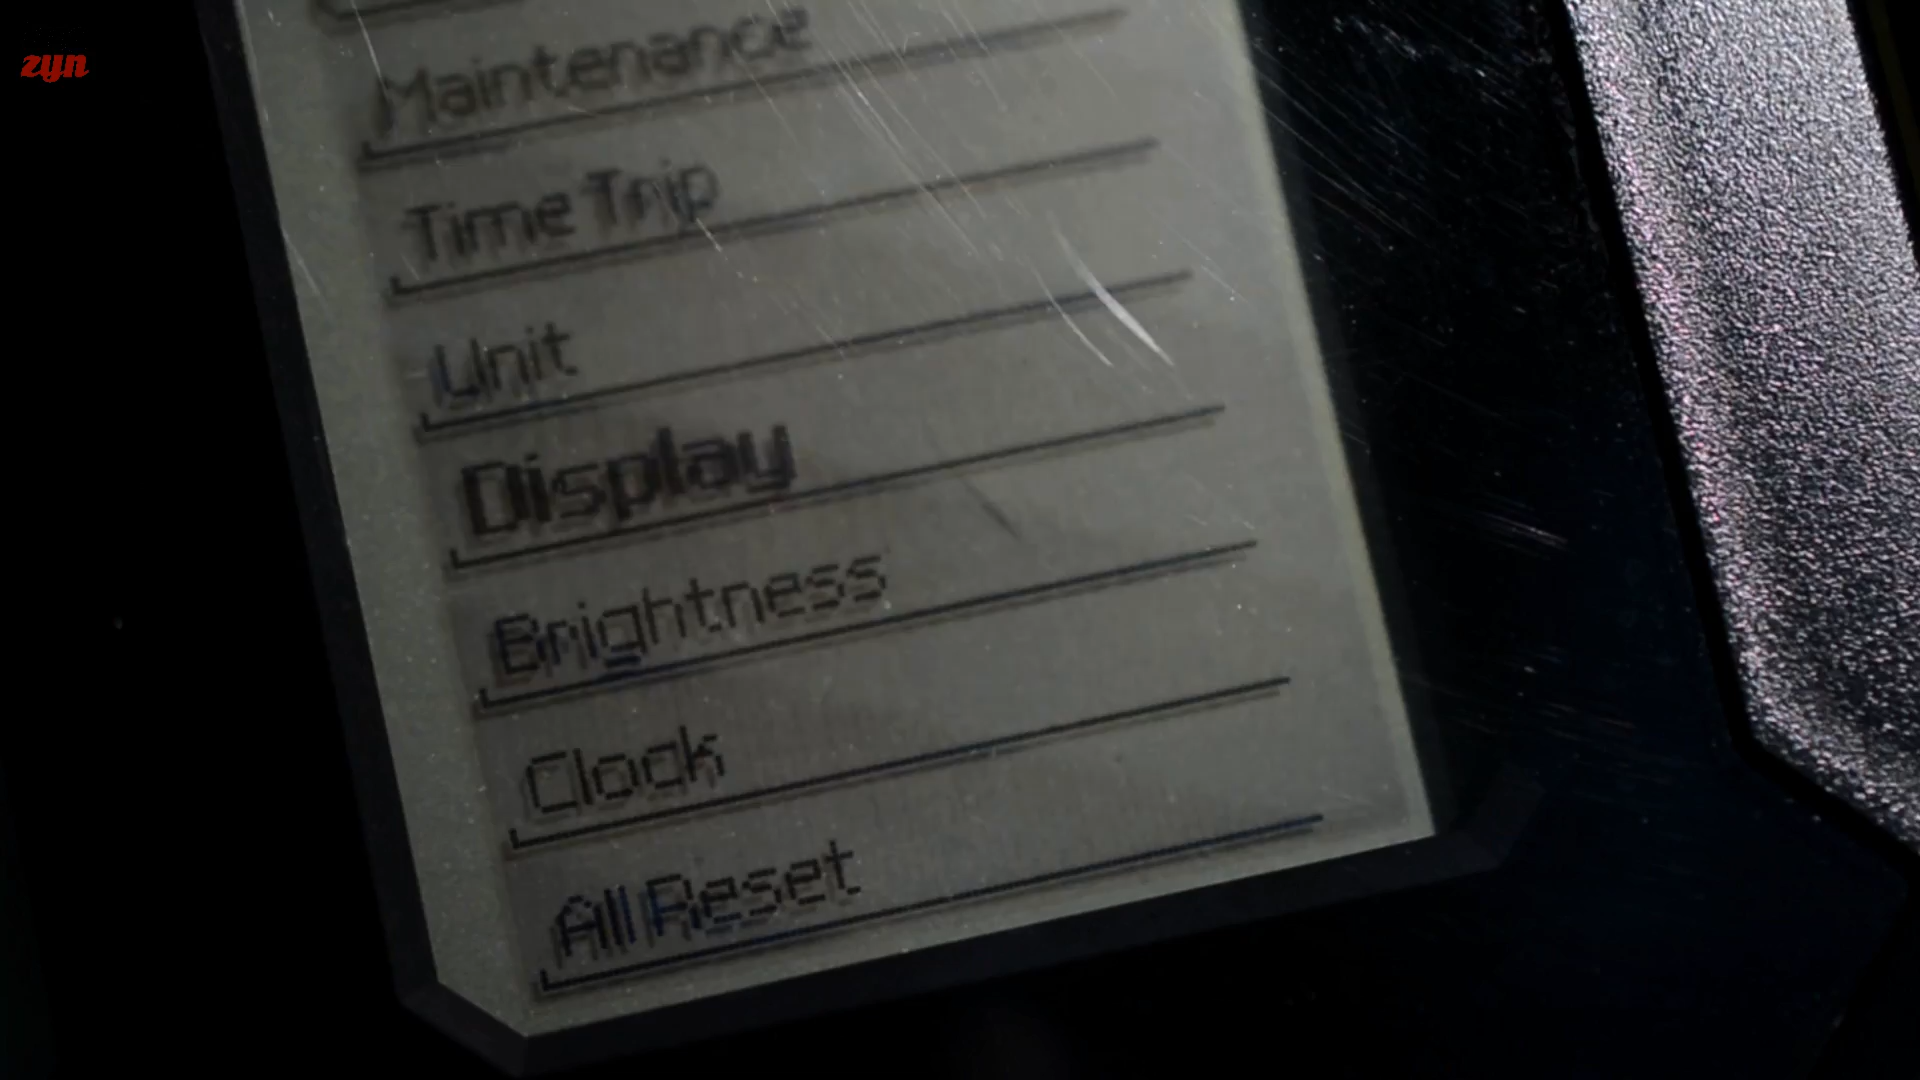 zyn
Maintenance
Time Trip
Unit
Display
Brightness
Clock
All Reset